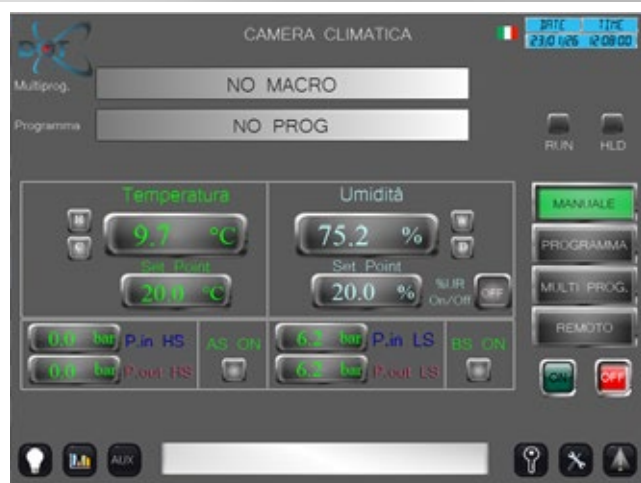 CAMERA CLIMATICA
DATE TIME
23/01/26 12:08:00
Multiprog. NO MACRO
Programma NO PROG
RUN HLD
Temperatura Umidità
MANUALE
9.7 °C 75.2 %
PROGRAMMA
Set Point Set Point
20.0 °C 20.0 % %UR On/Off OFF
MULTI PROG.
REMOTO
0.0 bar P.in HS AS ON 6.2 bar P.in LS BS ON
0.0 bar P.out HS 6.2 bar P.out LS
ON OFF
AUX